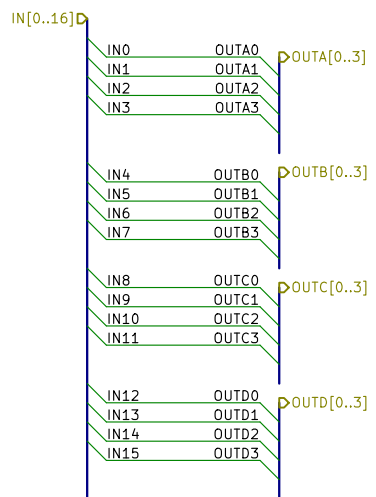 IN[0..16]
IN0 OUTA0
OUTA[0..3]
IN1 OUTA1
IN2 OUTA2
IN3 OUTA3
IN4 OUTB0
OUTB[0..3]
IN5 OUTB1
IN6 OUTB2
IN7 OUTB3
IN8 OUTC0
OUTC[0..3]
IN9 OUTC1
IN10 OUTC2
IN11 OUTC3
IN12 OUTD0
OUTD[0..3]
IN13 OUTD1
IN14 OUTD2
IN15 OUTD3